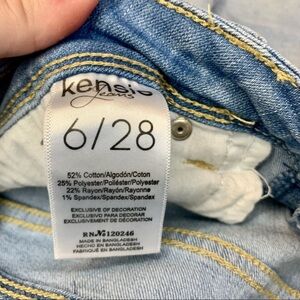 kensie
Jeans
6/28
52% Cotton/Algodón/Coton
25% Polyester/Poliéster/Polyester
22% Rayon/Rayón/Rayonne
1% Spandex/Spandex/Spandex
EXCLUSIVE OF DECORATION
EXCLUSIVO PARA DECORAR
EXCLUSIVEMENT DE DÉCORATION
RN№120246
MADE IN BANGLADESH
HECHO EN BANGLADESH
FABRIQUÉ EN BANGLADESH